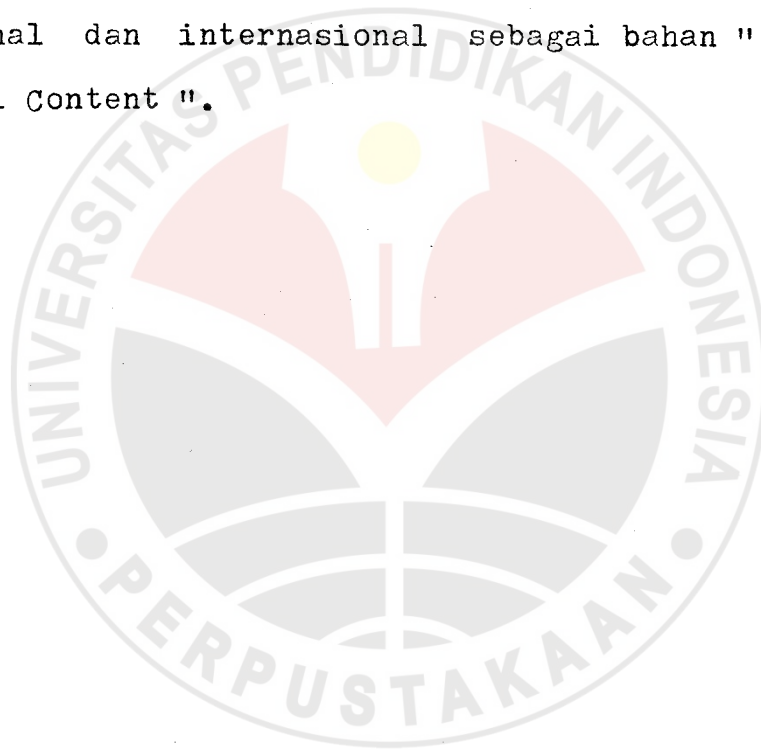 nal dan internasional sebagai bahan "
Content ".
UNIVERSITAS PENDIDIKAN INDONESIA
PERPUSTAKAAN